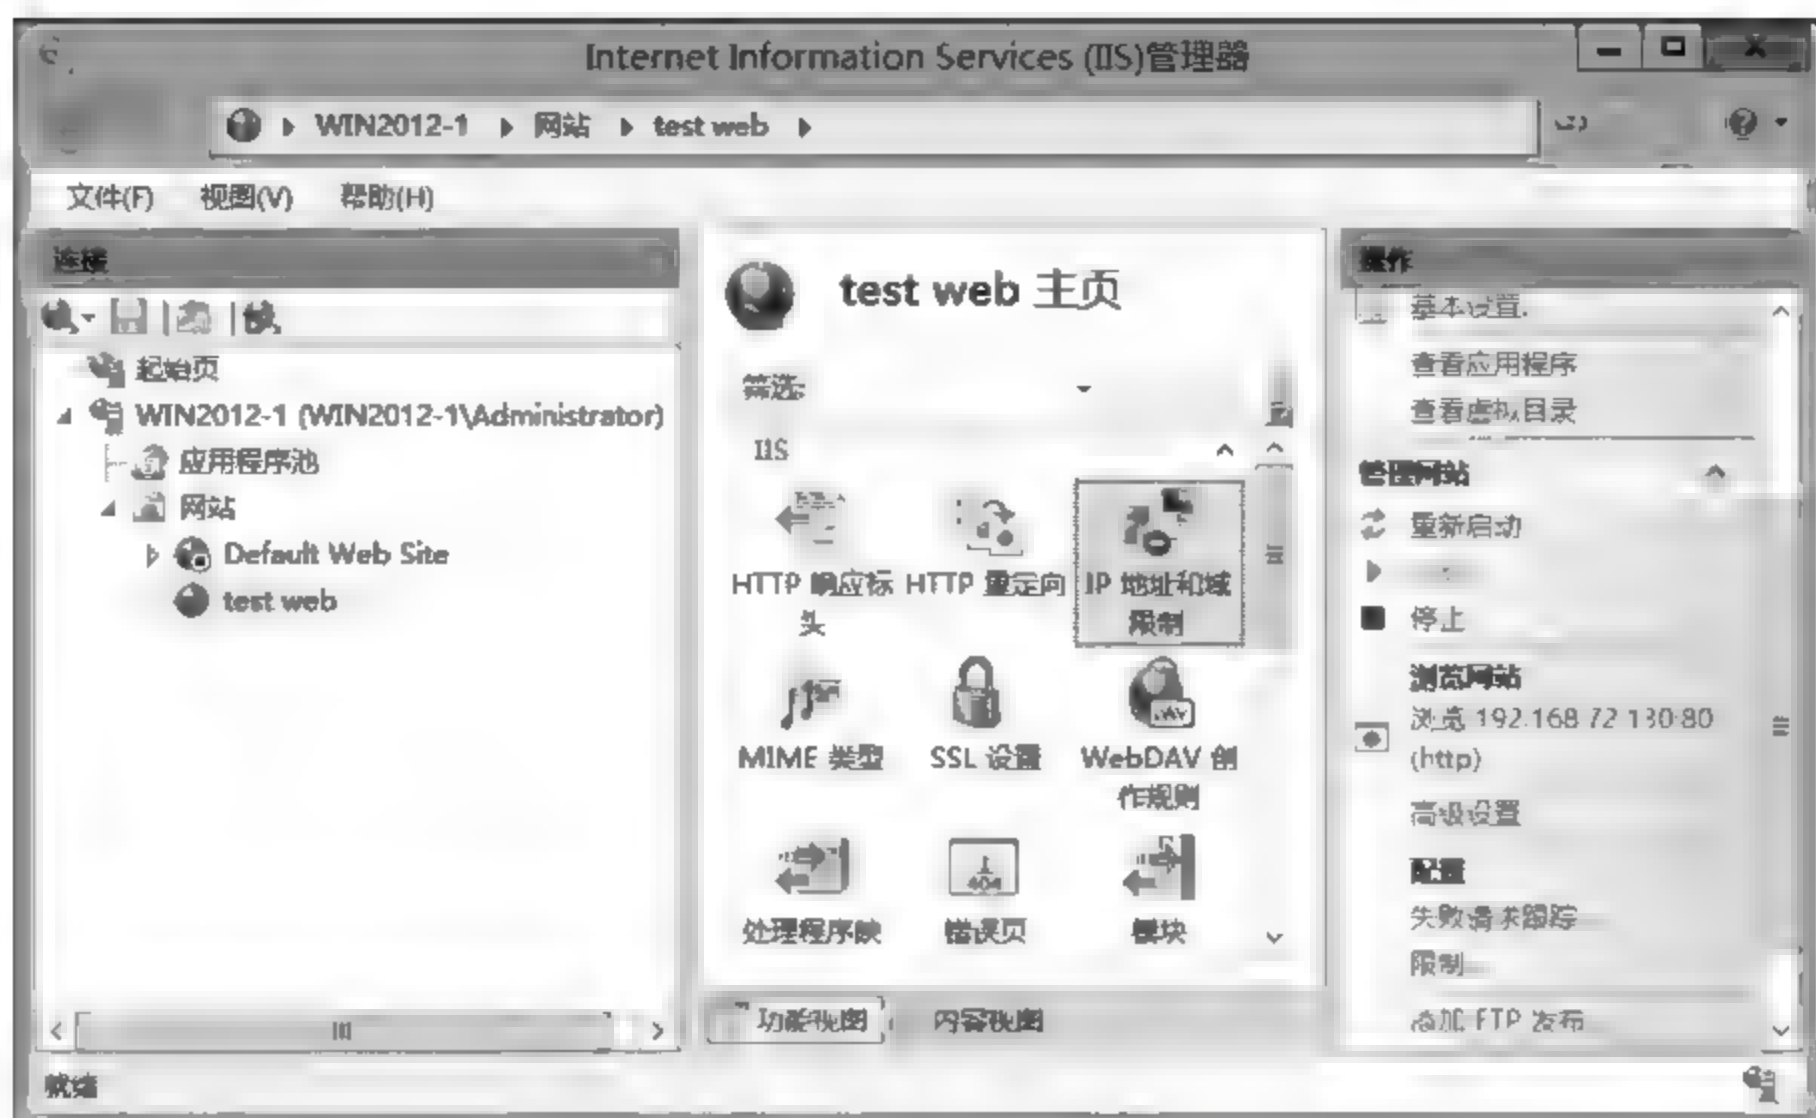 Internet Information Services (IIS)管理器
WIN2012-1 网站 test web
文件(F) 视图(V) 帮助(H)
连接
起始页
WIN2012-1 (WIN2012-1\Administrator)
应用程序池
网站
Default Web Site
test web
test web 主页
筛选:
IIS
HTTP 响应标
头
HTTP 重定向
IP 地址和域
限制
MIME 类型
SSL 设置
WebDAV 创
作规则
处理程序映
错误页
404
模块
功能视图
内容视图
操作
基本设置.
查看应用程序
查看虚拟目录
管理网站
重新启动
停止
浏览网站
浏览 192.168.72.130:80
(http)
高级设置
配置
失败请求跟踪
限制
添加 FTP 发布
就绪